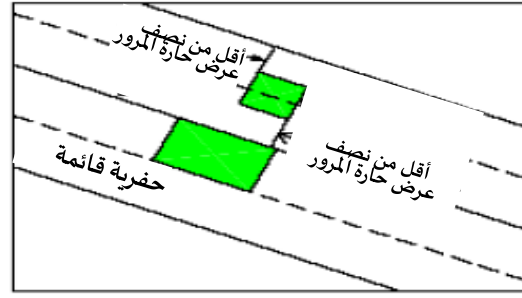 أقل من نصف
عرض حارة المرور
أقل من نصف
عرض حارة المرور
حفرية قائمة